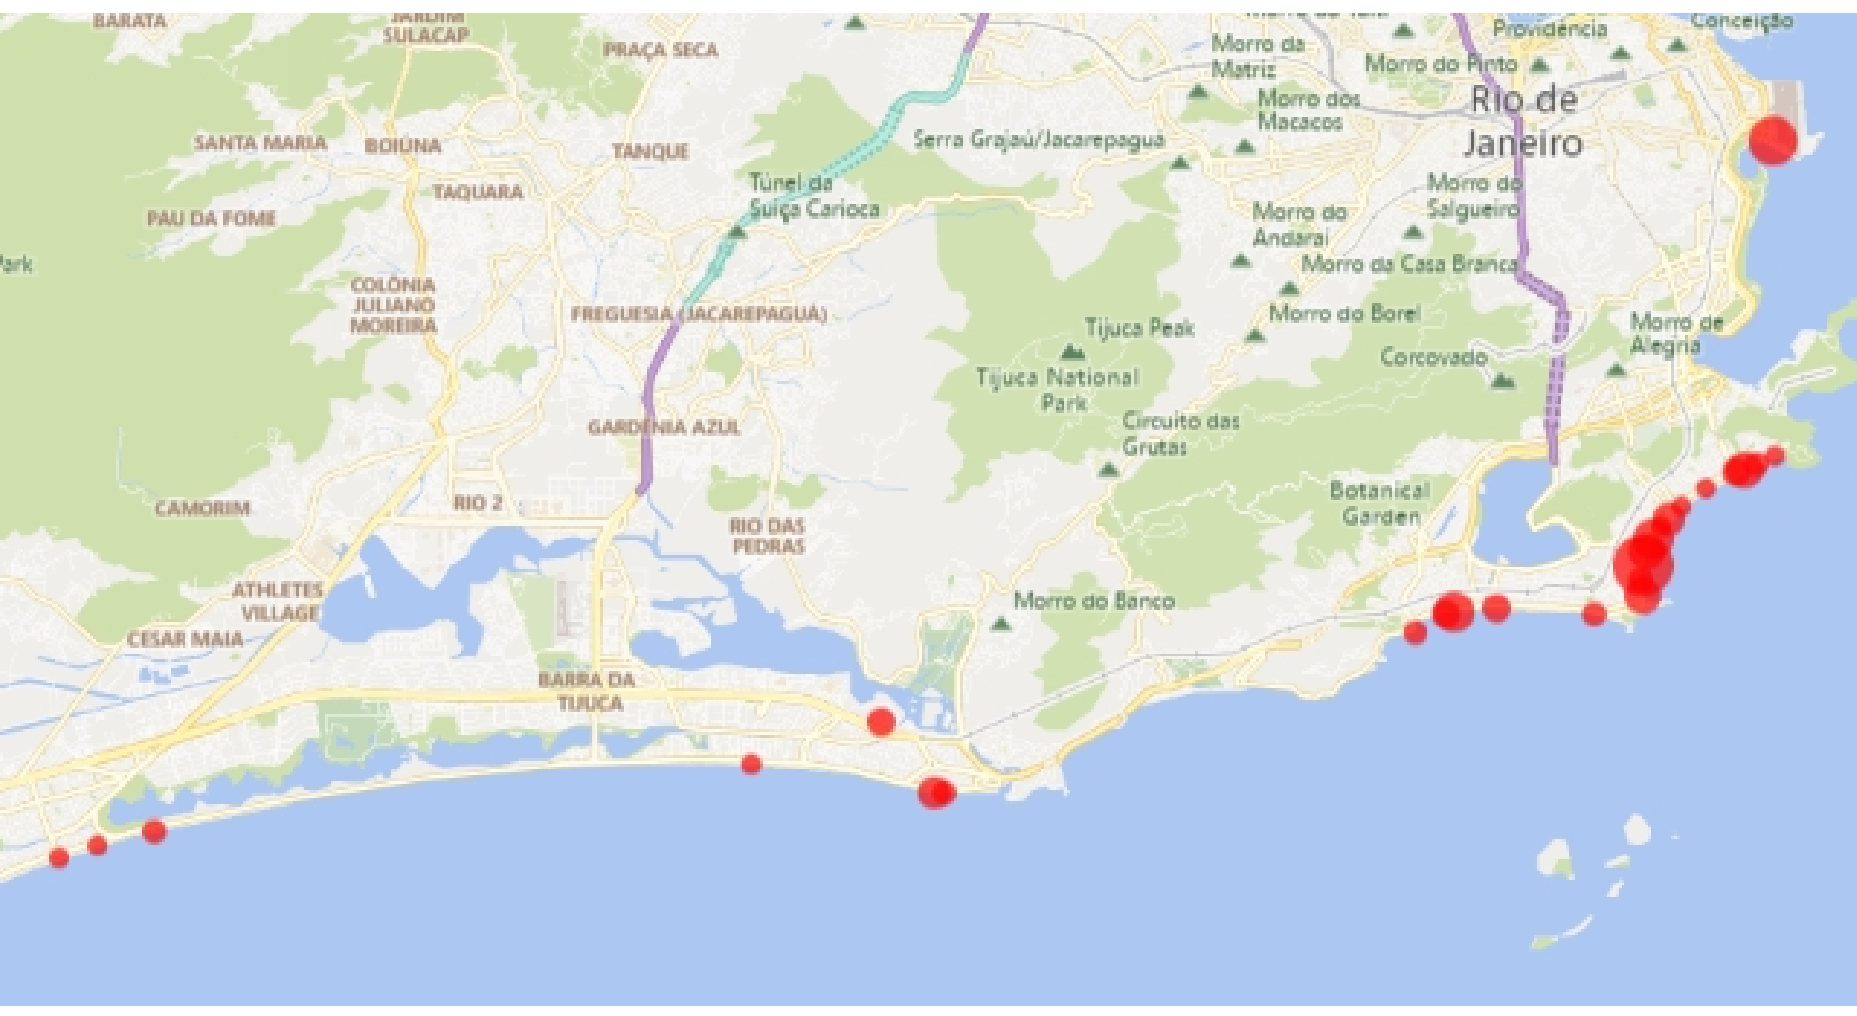 BARATA
JARDIM
SULACAP
PRAÇA SECA
Morro da
Matriz
Providência
Conceição
Morro do Pinto
Rio de
Janeiro
Morro dos
Macacos
Serra Grajaú/Jacarepaguá
SANTA MARIA
BOIÚNA
TANQUE
TAQUARA
Túnel da
Suíça Carioca
Morro do
Salgueiro
PAU DA FOME
Morro do
Andaraí
Park
Morro da Casa Branca
COLÔNIA
JULIANO
MOREIRA
FREGUESIA (JACAREPAGUÁ)
Morro do Borel
Tijuca Peak
Morro de
Alegria
Corcovado
Tijuca National
Park
GARDÊNIA AZUL
Circuito das
Grutas
CAMORIM
RIO 2
RIO DAS
PEDRAS
Botanical
Garden
ATHLETES
VILLAGE
Morro do Banco
CESAR MAIA
BARRA DA
TIJUCA